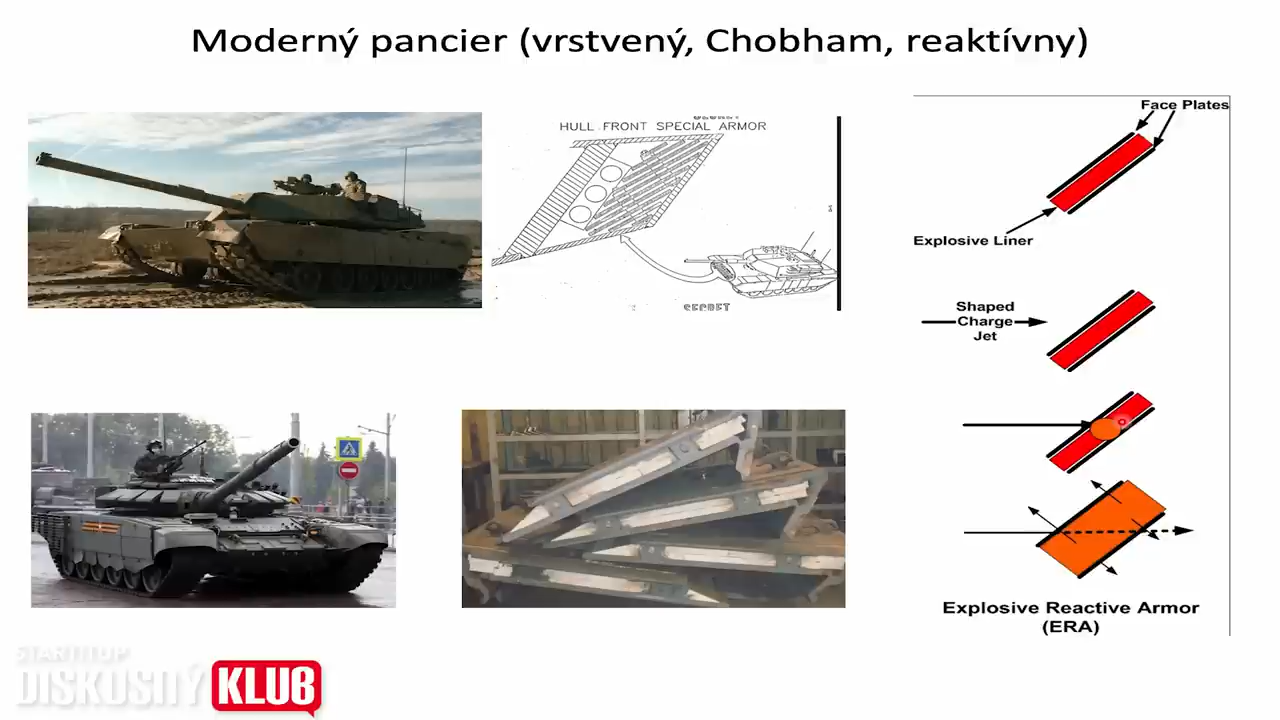 Moderný pancier (vrstvený, Chobham, reaktívny)
HULL FRONT SPECIAL ARMOR
SECRET
Face Plates
Explosive Liner
Shaped
Charge
Jet
Explosive Reactive Armor
(ERA)
STARTITUP
DISKUSNÝ KLUB